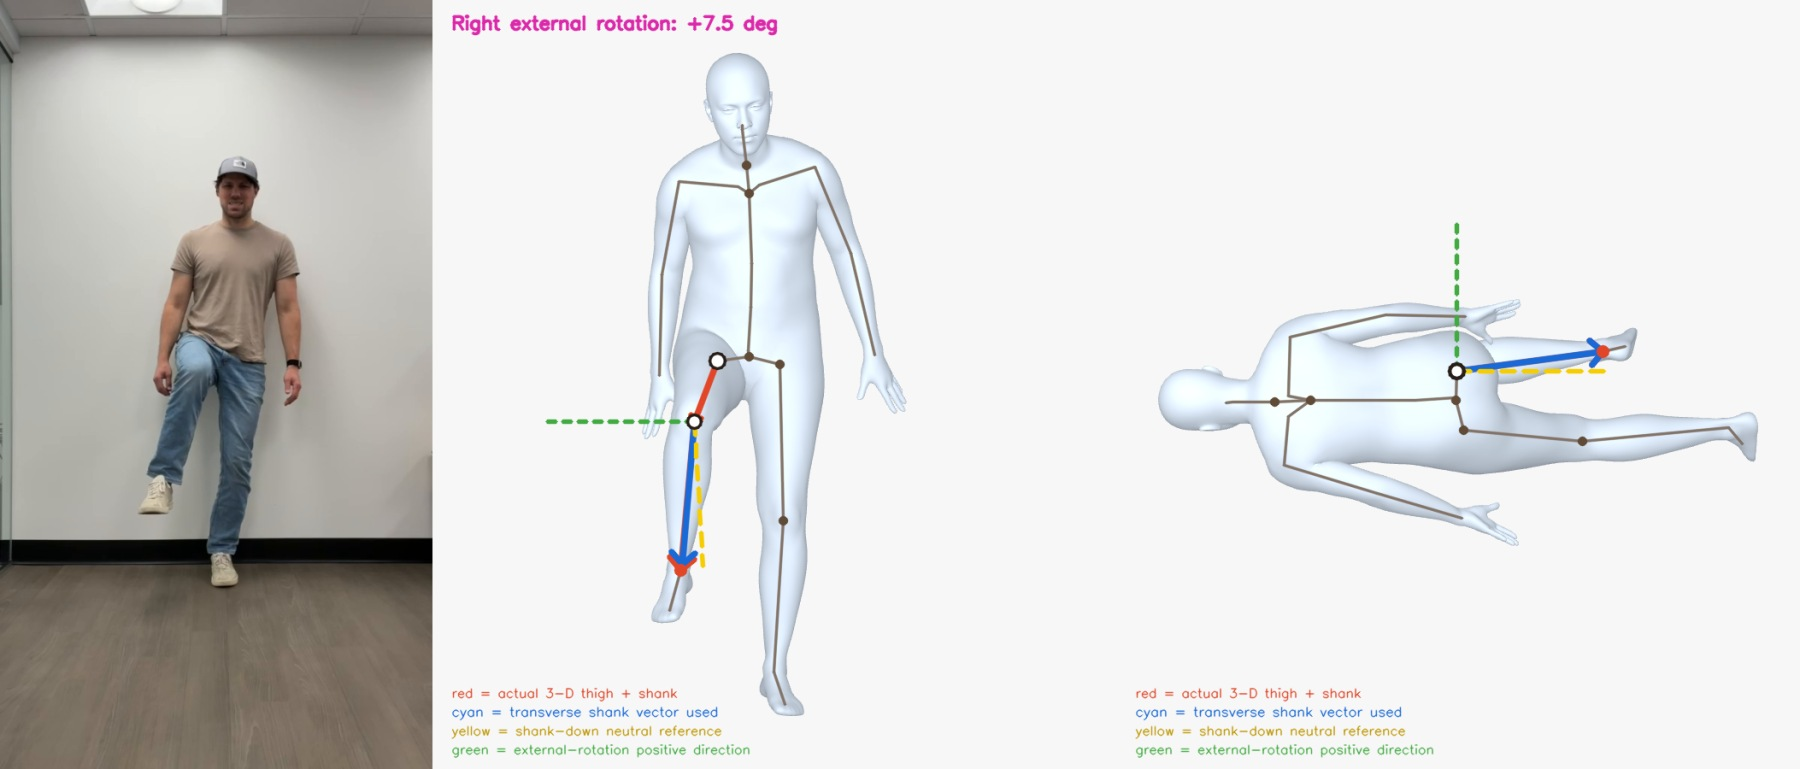 Right external rotation: +7.5 deg
red = actual 3-D thigh + shank
cyan = transverse shank vector used
yellow = shank-down neutral reference
green = external-rotation positive direction
red = actual 3-D thigh + shank
cyan = transverse shank vector used
yellow = shank-down neutral reference
green = external-rotation positive direction